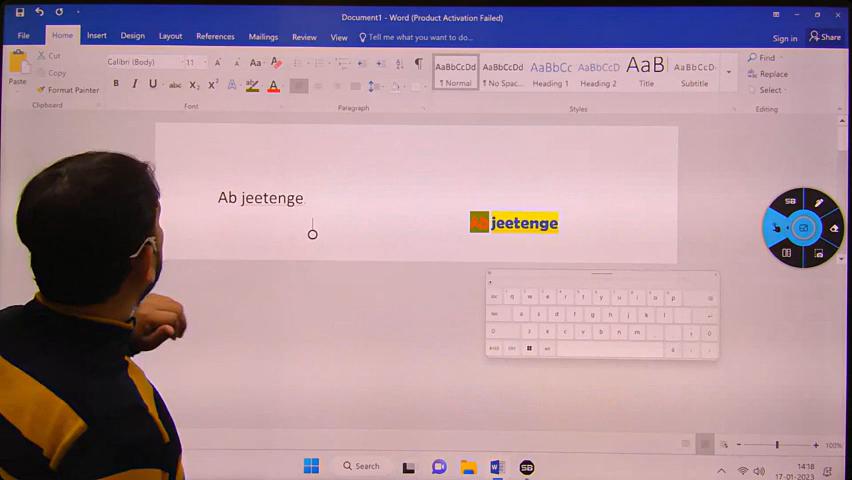 Document1 - Word (Product Activation Failed)
File Home Insert Design Layout References Mailings Review View Tell me what you want to do... Sign in Share
Cut
Copy
Format Painter
Paste
Calibri (Body) 11
Clipboard Font Paragraph Styles Editing
AaBbCcDd AaBbCcDd AaBbCc AaBbCcD AaB AaBbCcD
¶ Normal ¶ No Spac... Heading 1 Heading 2 Title Subtitle
Find
Replace
Select
Ab jeetenge
Ab jeetenge
SB
q w e r t y u i o p
a s d f g h j k l
z x c v b n m
100%
Search
14:18
17-01-2023